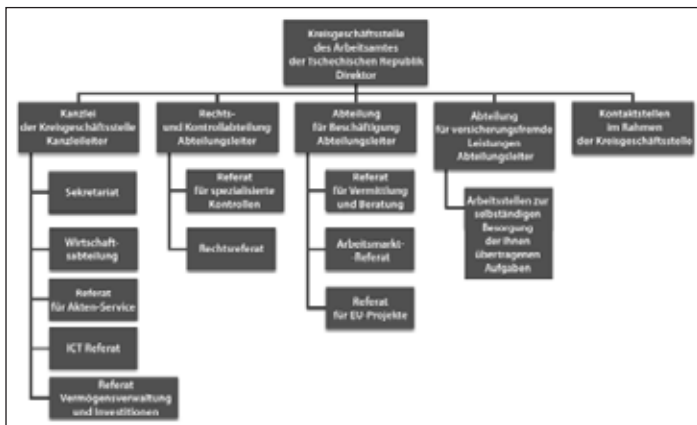 Kreisgeschäftsstelle
des Arbeitsamtes
der Tschechischen Republik
Direktor
Kanzlei
der Kreisgeschäftsstelle
Kanzleileiter
Rechts-
und Kontrollabteilung
Abteilungsleiter
Abteilung
für Beschäftigung
Abteilungsleiter
Abteilung
für versicherungsfremde
Leistungen
Abteilungsleiter
Kontaktstellen
im Rahmen
der Kreisgeschäftsstelle
Sekretariat
Wirtschaft-
sabteilung
Referat
für Akten-Service
ICT Referat
Referat
Vermögensverwaltung
und Investitionen
Referat
für spezialisierte
Kontrollen
Rechtsreferat
Referat
für Vermittlung
und Beratung
Arbeitsmarkt
-Referat
Referat
für EU-Projekte
Arbeitsstellen zur
selbständigen
Besorgung
der ihnen
übertragenen
Aufgaben